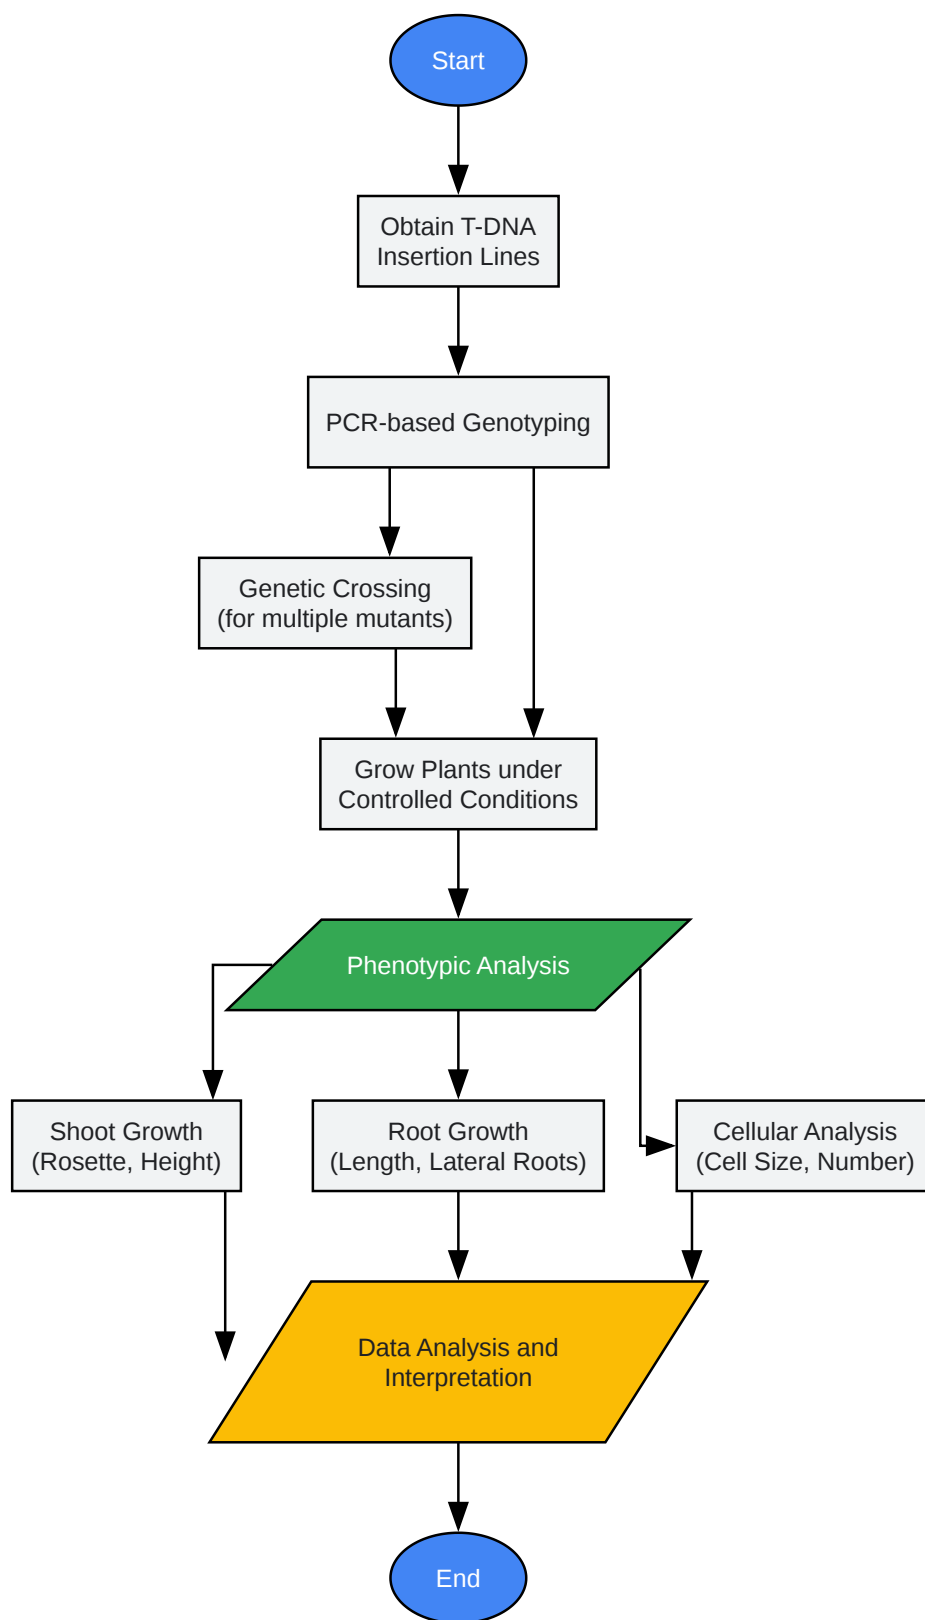 Start
Obtain T-DNA
Insertion Lines
PCR-based Genotyping
Genetic Crossing
(for multiple mutants)
Grow Plants under
Controlled Conditions
Phenotypic Analysis
Shoot Growth
(Rosette, Height)
Root Growth
(Length, Lateral Roots)
Cellular Analysis
(Cell Size, Number)
Data Analysis and
Interpretation
End